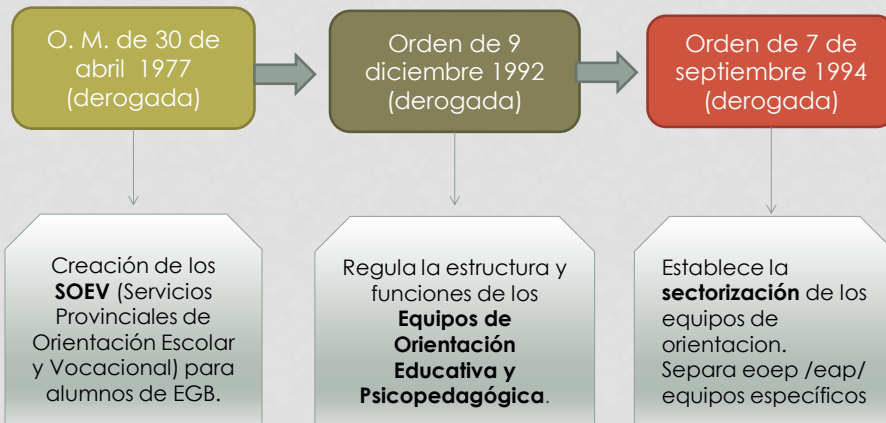 O. M. de 30 de
abril 1977
(derogada)
Orden de 9
diciembre 1992
(derogada)
Orden de 7 de
septiembre 1994
(derogada)
Creación de los
SOEV (Servicios
Provinciales de
Orientación Escolar
y Vocacional) para
alumnos de EGB.
Regula la estructura y
funciones de los
Equipos de
Orientación
Educativa y
Psicopedagógica.
Establece la
sectorización de los
equipos de
orientacion.
Separa eoep /eap/
equipos específicos